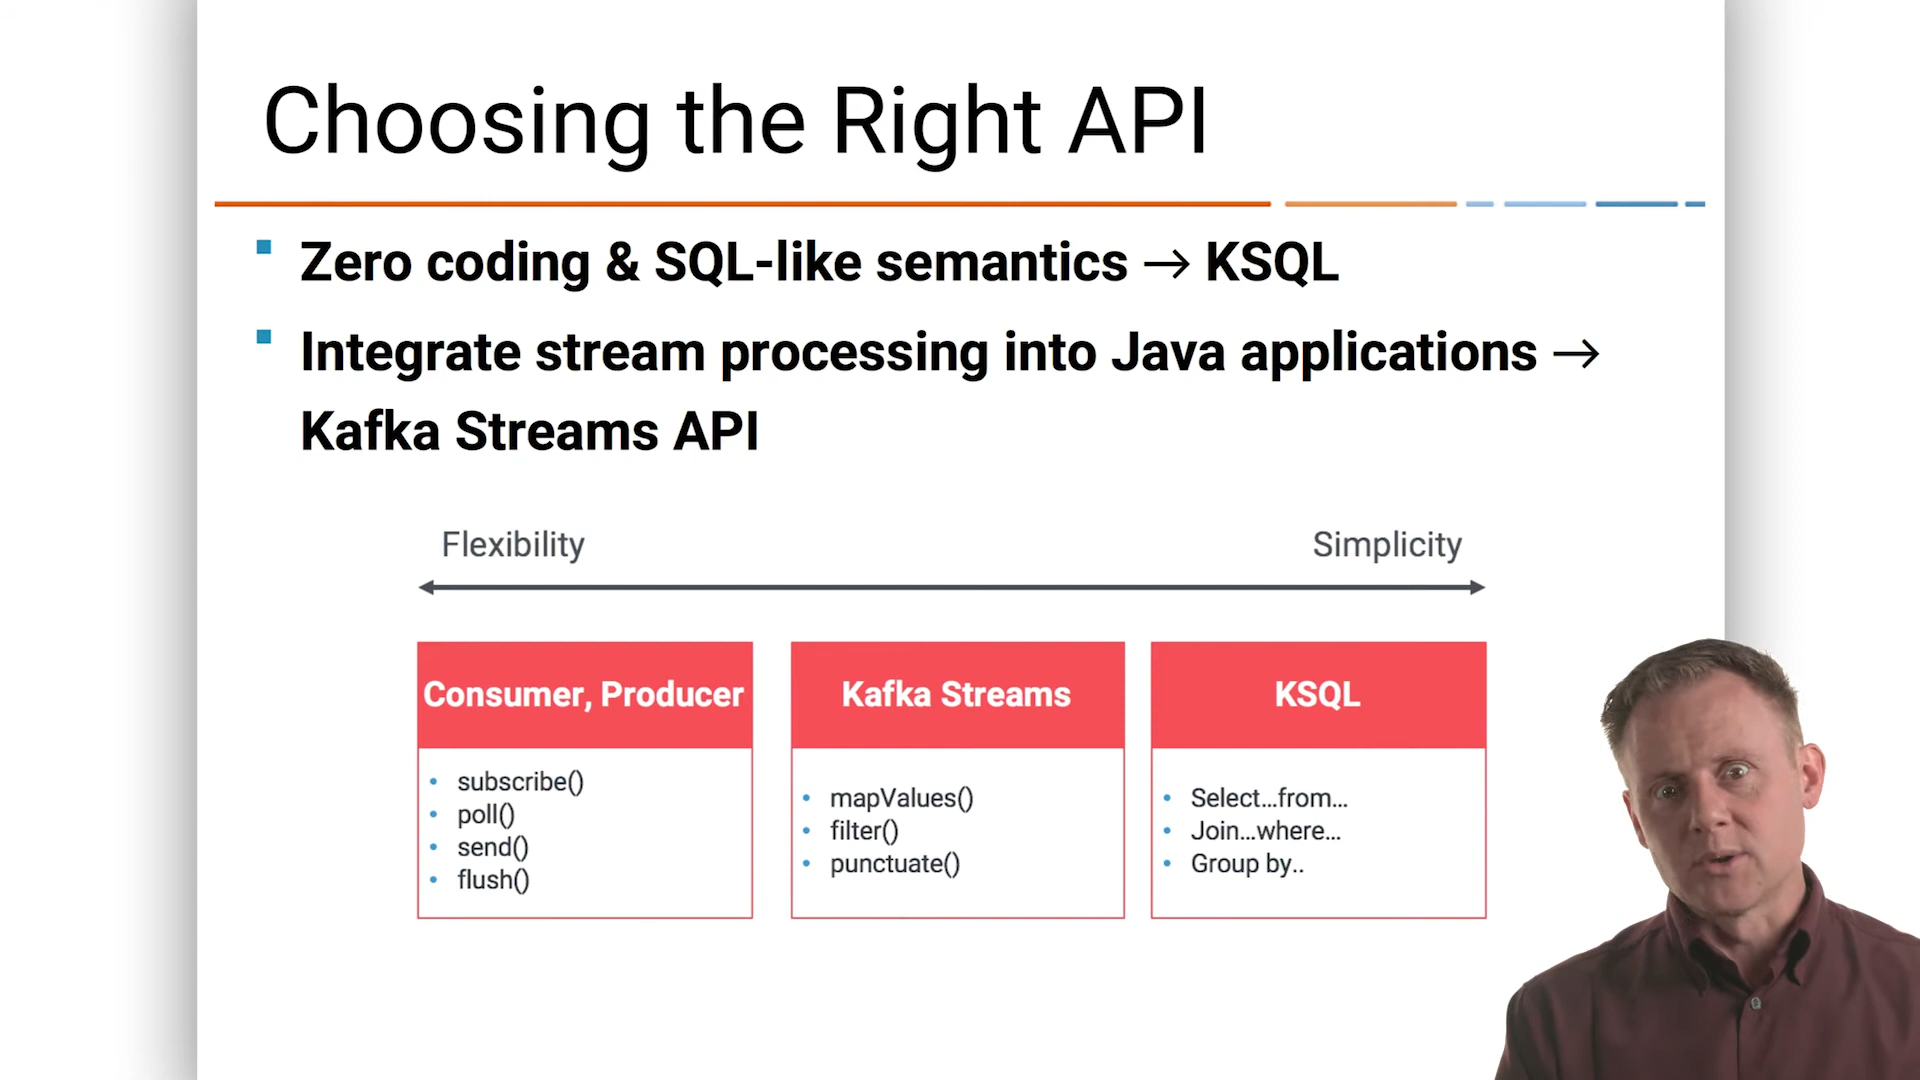 Choosing the Right API
Zero coding & SQL-like semantics → KSQL
Integrate stream processing into Java applications →
Kafka Streams API
Flexibility
Simplicity
Consumer, Producer
subscribe()
poll()
send()
flush()
Kafka Streams
mapValues()
filter()
punctuate()
KSQL
Select...from...
Join...where...
Group by..